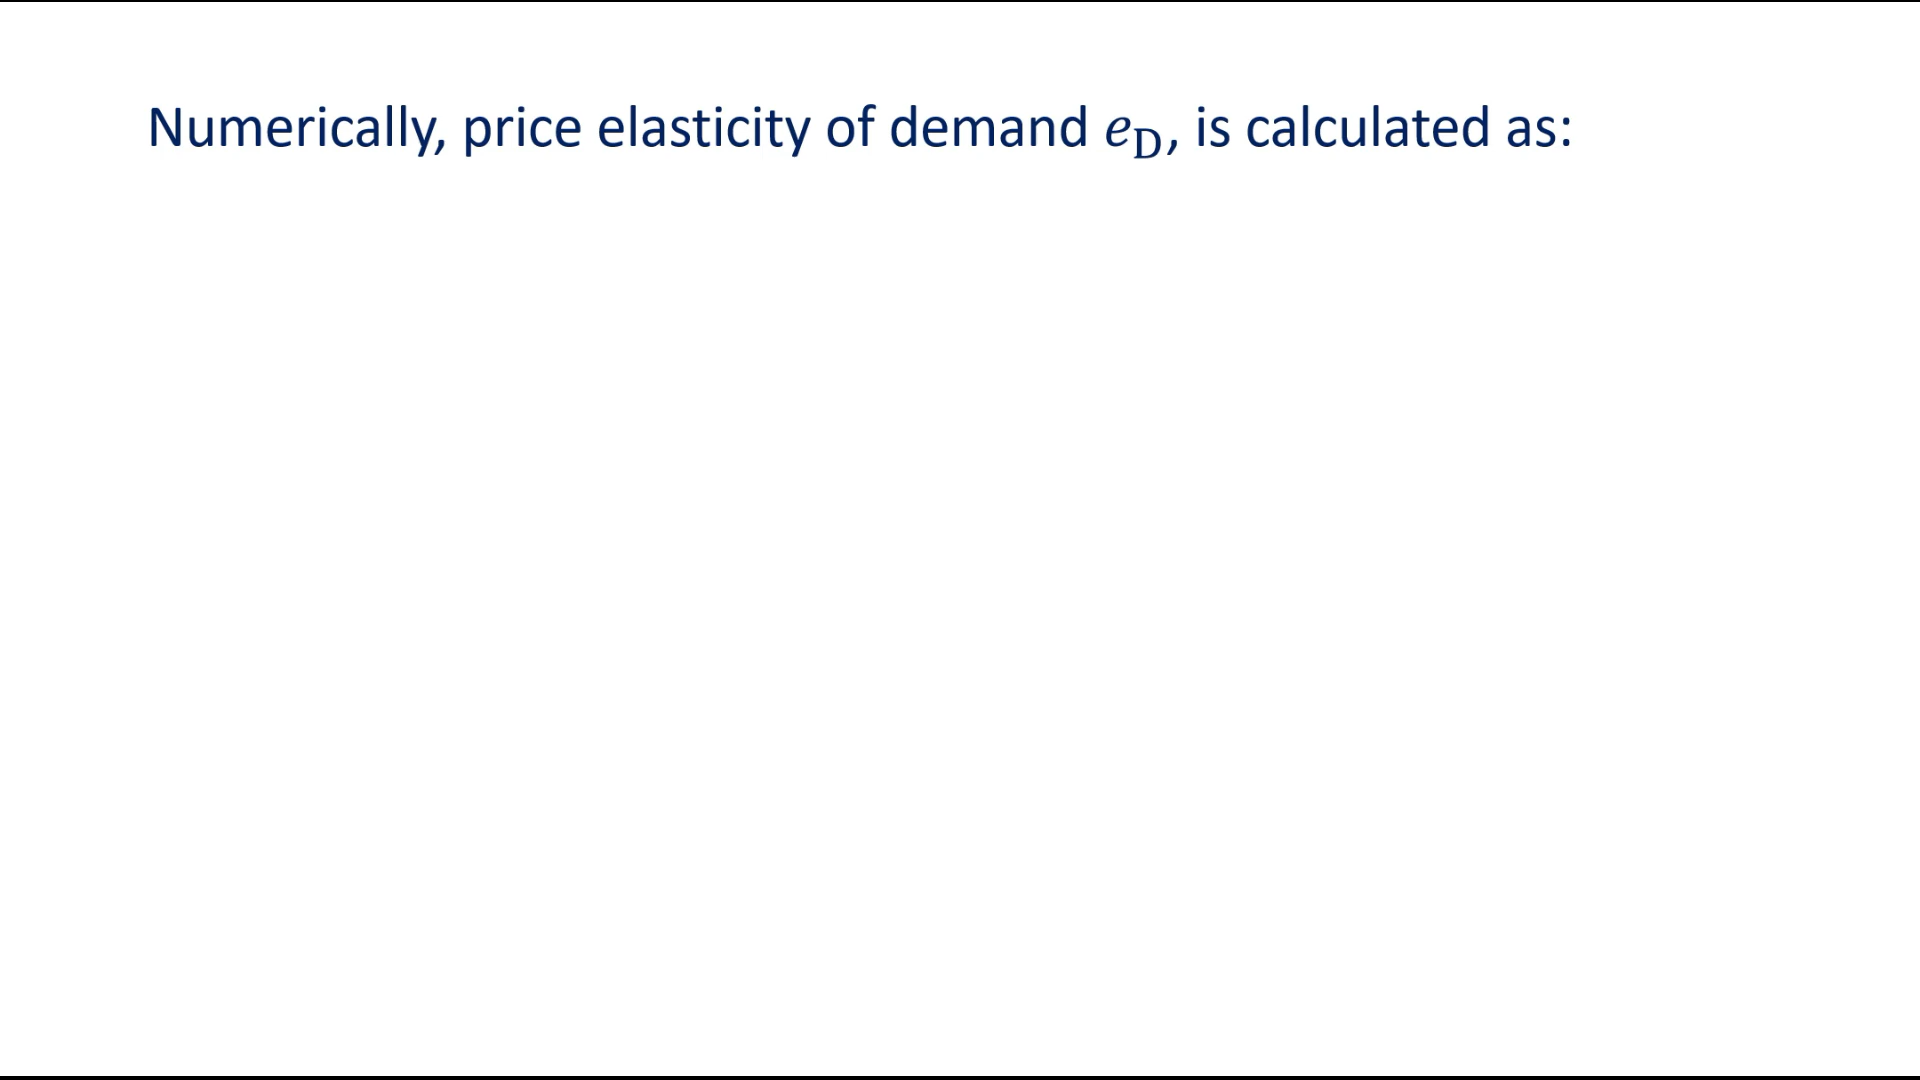 Numerically, price elasticity of demand e_D, is calculated as: